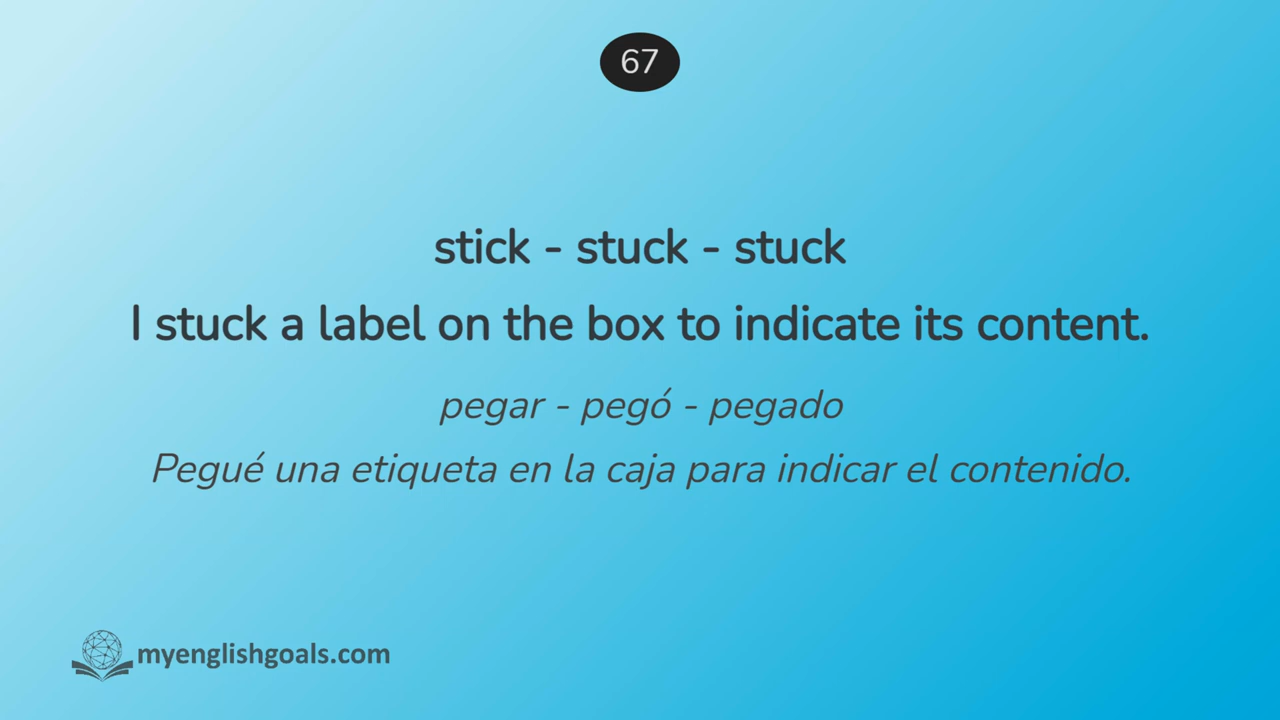 67
stick - stuck - stuck
I stuck a label on the box to indicate its content.
pegar - pegó - pegado
Pegué una etiqueta en la caja para indicar el contenido.
myenglishgoals.com